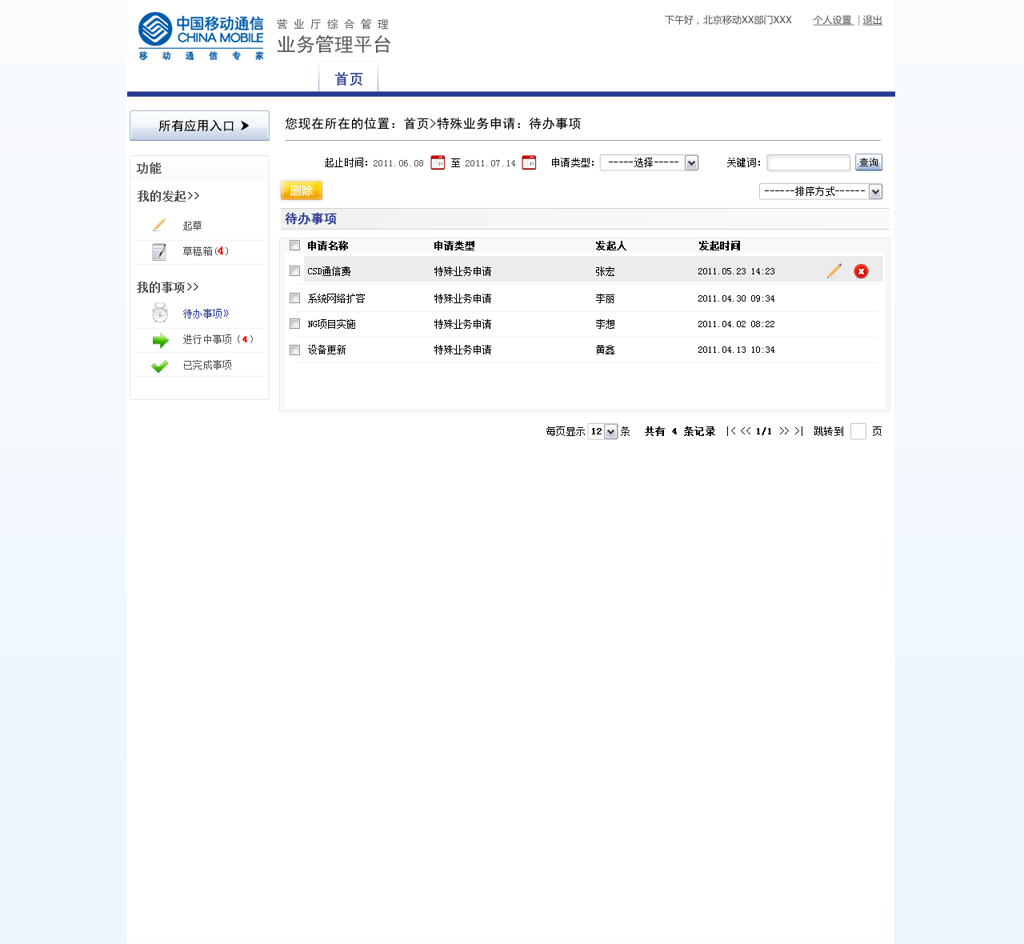 中国移动通信
CHINA MOBILE
移动通信专家
营业厅综合管理
业务管理平台
下午好，北京移动XX部门XXX 个人设置 | 退出
首页
所有应用入口
您现在所在的位置：首页>特殊业务申请：待办事项
功能
我的发起>>
起草
草稿箱(4)
我的事项>>
待办事项》
进行中事项（4）
已完成事项
起止时间：2011.06.08 至 2011.07.14 申请类型：-----选择----- 关键词： 查询
删除 ------排序方式------
待办事项
申请名称 申请类型 发起人 发起时间
CSD通信费 特殊业务申请 张宏 2011.05.23 14:23
系统网络扩容 特殊业务申请 李丽 2011.04.30 09:34
NG项目实施 特殊业务申请 李想 2011.04.02 08:22
设备更新 特殊业务申请 黄鑫 2011.04.13 10:34
每页显示 12 条 共有 4 条记录 |< << 1/1 >> >| 跳转到 页